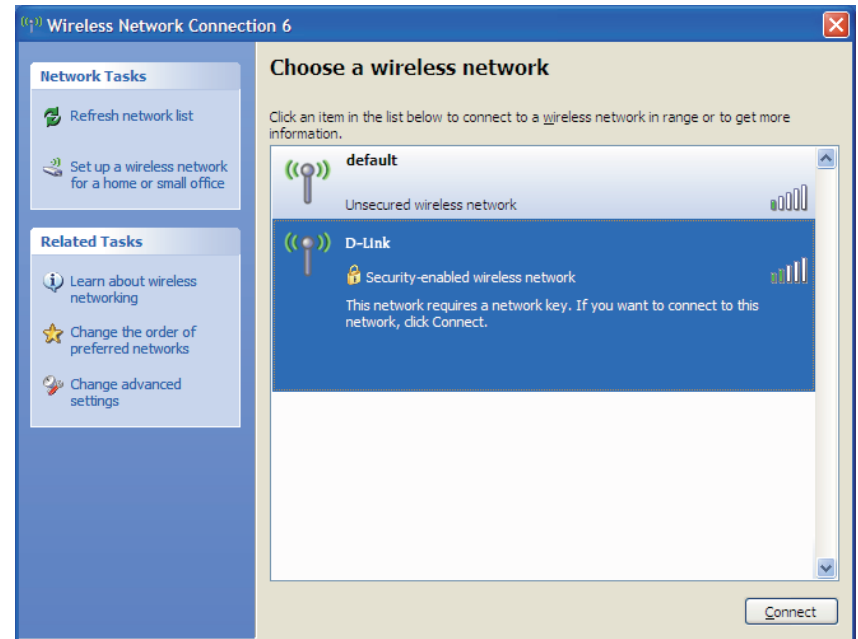 Wireless Network Connection 6
Network Tasks
Refresh network list
Set up a wireless network
for a home or small office
Related Tasks
Learn about wireless
networking
Change the order of
preferred networks
Change advanced
settings
Choose a wireless network
Click an item in the list below to connect to a wireless network in range or to get more
information.
default
Unsecured wireless network
D-Link
Security-enabled wireless network
This network requires a network key. If you want to connect to this
network, click Connect.
Connect